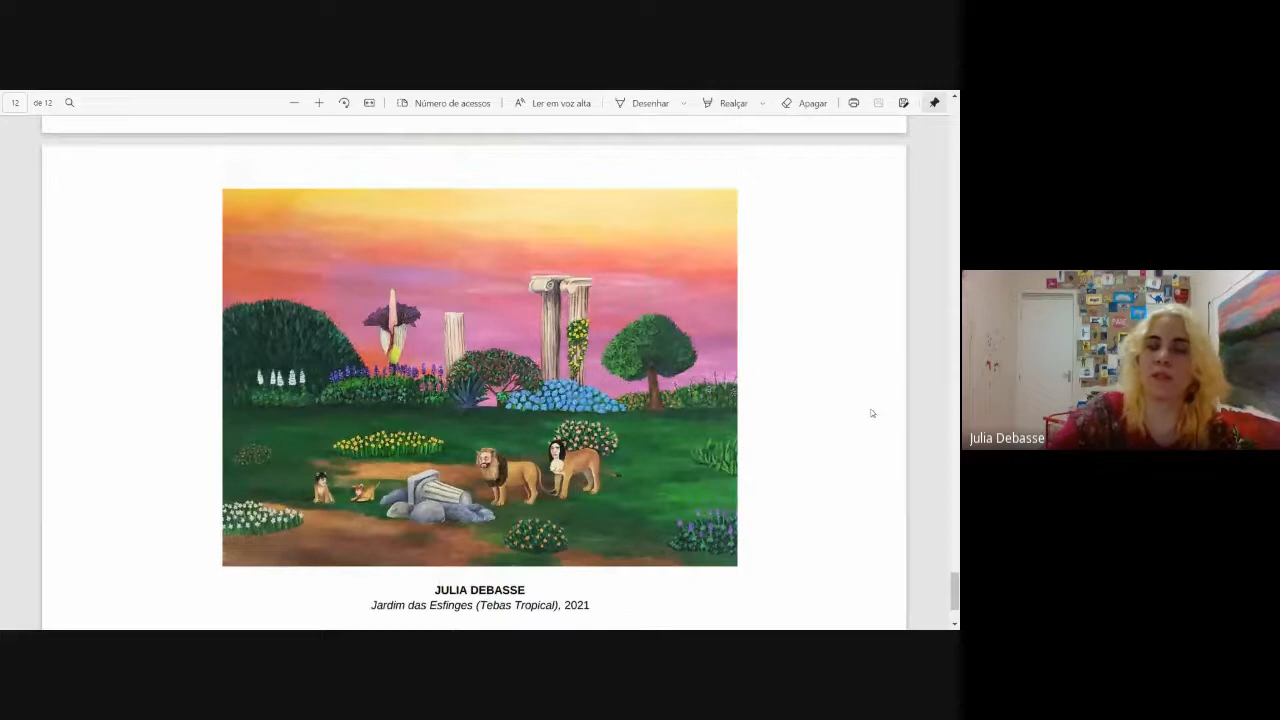 12 de 12
Número de acessos
Ler em voz alta
Desenhar
Realçar
Apagar
JULIA DEBASSE
Jardim das Esfinges (Tebas Tropical), 2021
Julia Debasse